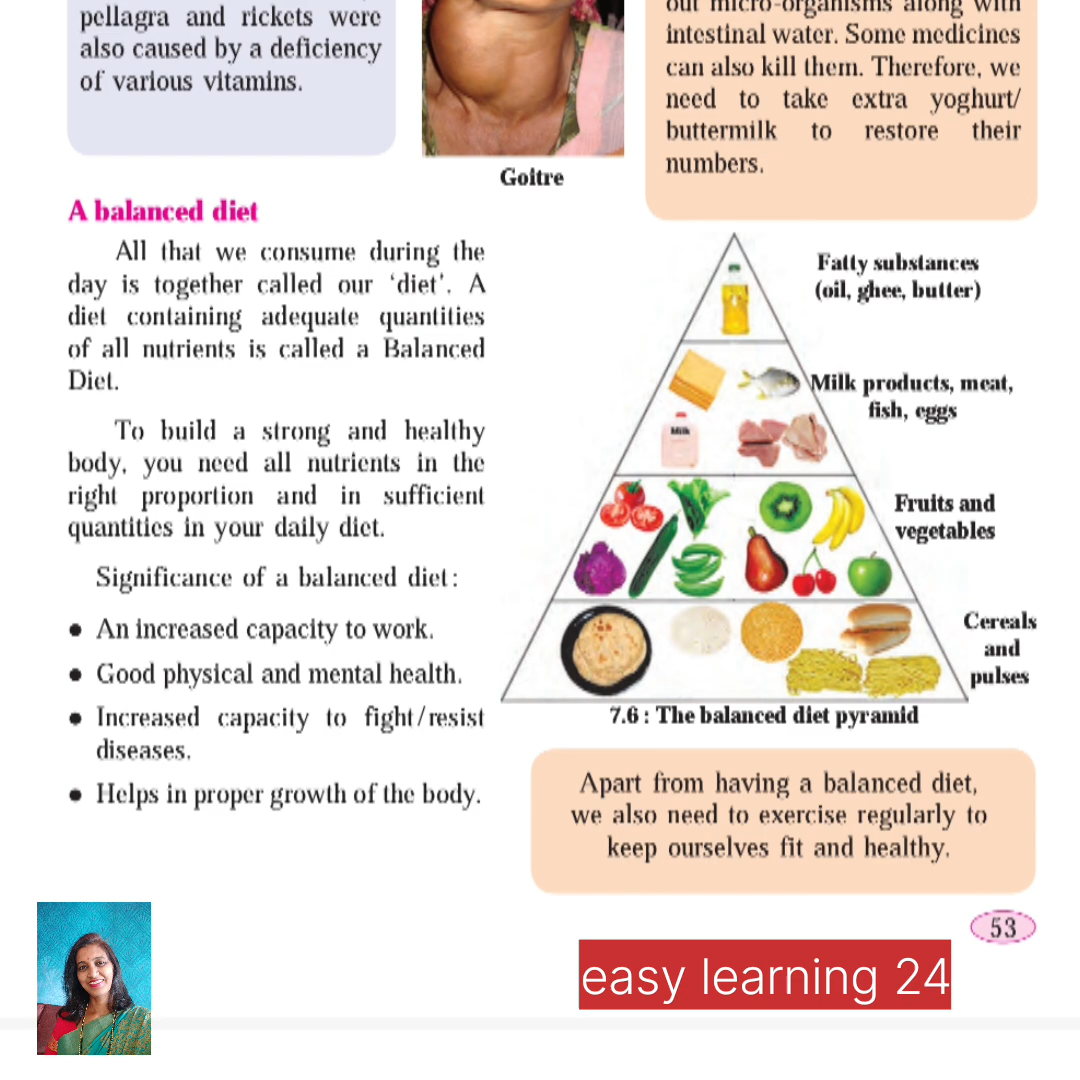 pellagra and rickets were
also caused by a deficiency
of various vitamins.
Goitre
out micro-organisms along with
intestinal water. Some medicines
can also kill them. Therefore, we
need to take extra yoghurt/
buttermilk to restore their
numbers.
A balanced diet
All that we consume during the
day is together called our ‘diet’. A
diet containing adequate quantities
of all nutrients is called a Balanced
Diet.
To build a strong and healthy
body, you need all nutrients in the
right proportion and in sufficient
quantities in your daily diet.
Significance of a balanced diet :
• An increased capacity to work.
• Good physical and mental health.
• Increased capacity to fight/resist
diseases.
• Helps in proper growth of the body.
Fatty substances
(oil, ghee, butter)
Milk products, meat,
fish, eggs
Milk
Fruits and
vegetables
Cereals
and
pulses
7.6 : The balanced diet pyramid
Apart from having a balanced diet,
we also need to exercise regularly to
keep ourselves fit and healthy.
53
easy learning 24